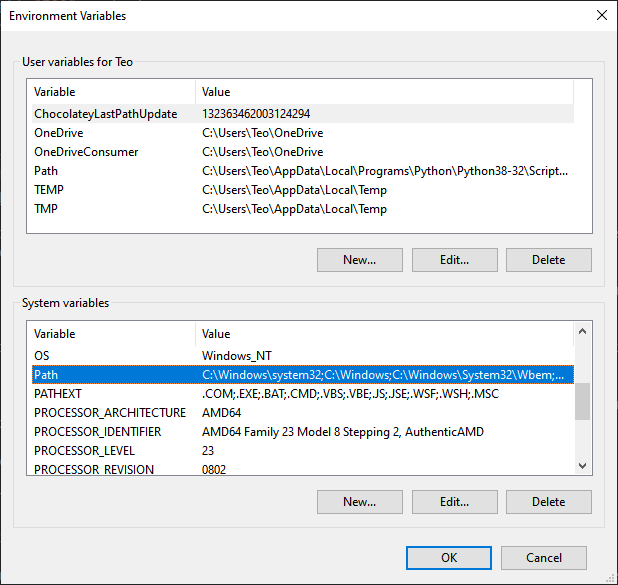 Environment Variables
User variables for Teo
Variable Value
ChocolateyLastPathUpdate 132363462003124294
OneDrive C:\Users\Teo\OneDrive
OneDriveConsumer C:\Users\Teo\OneDrive
Path C:\Users\Teo\AppData\Local\Programs\Python\Python38-32\Script...
TEMP C:\Users\Teo\AppData\Local\Temp
TMP C:\Users\Teo\AppData\Local\Temp
New... Edit... Delete
System variables
Variable Value
OS Windows_NT
Path C:\Windows\system32;C:\Windows;C:\Windows\System32\Wbem;...
PATHEXT .COM;.EXE;.BAT;.CMD;.VBS;.VBE;.JS;.JSE;.WSF;.WSH;.MSC
PROCESSOR_ARCHITECTURE AMD64
PROCESSOR_IDENTIFIER AMD64 Family 23 Model 8 Stepping 2, AuthenticAMD
PROCESSOR_LEVEL 23
PROCESSOR_REVISION 0802
New... Edit... Delete
OK Cancel